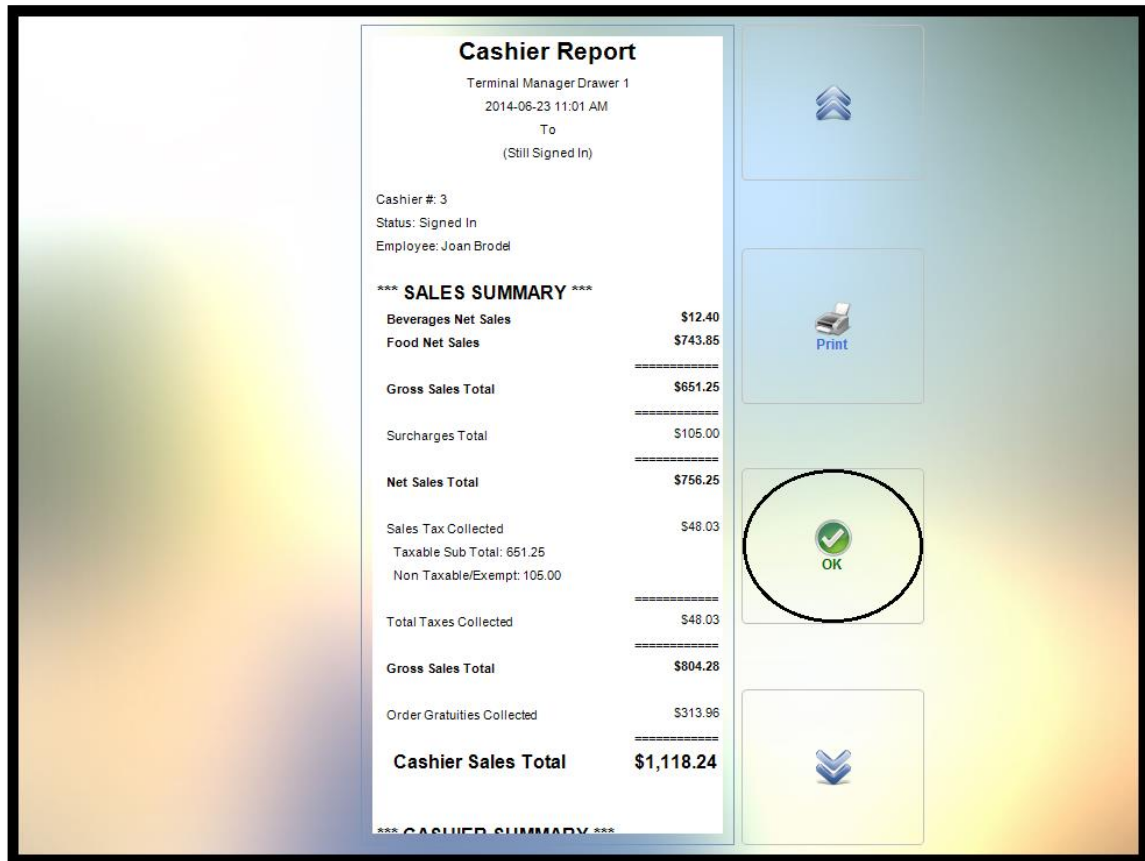 Cashier Report
Terminal Manager Drawer 1
2014-06-23 11:01 AM
To
(Still Signed In)
Cashier #: 3
Status: Signed In
Employee: Joan Brodel
*** SALES SUMMARY ***
Beverages Net Sales $12.40
Food Net Sales $743.85
============
Gross Sales Total $651.25
============
Surcharges Total $105.00
============
Net Sales Total $756.25
Sales Tax Collected $48.03
Taxable Sub Total: 651.25
Non Taxable/Exempt: 105.00
============
Total Taxes Collected $48.03
============
Gross Sales Total $804.28
Order Gratuities Collected $313.96
============
Cashier Sales Total $1,118.24
*** CASHIER SUMMARY ***
Print
OK